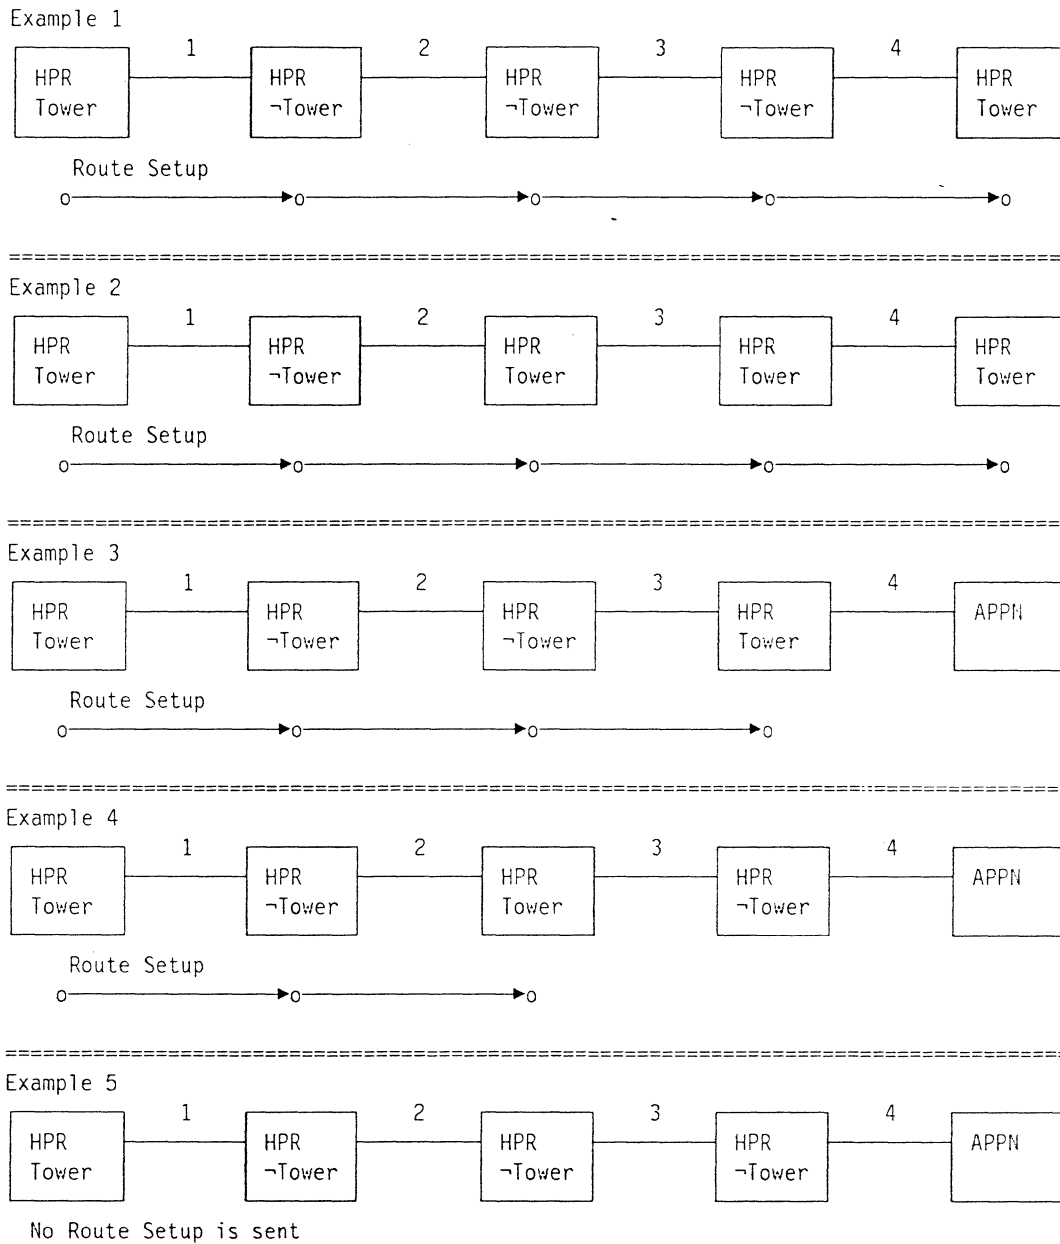 Example 1
1 2 3 4
HPR HPR HPR HPR HPR
Tower ¬Tower ¬Tower ¬Tower Tower
Route Setup
o o o o o
==========
Example 2
1 2 3 4
HPR HPR HPR HPR HPR
Tower ¬Tower Tower Tower Tower
Route Setup
o o o o o
==========
Example 3
1 2 3 4
HPR HPR HPR HPR APPN
Tower ¬Tower ¬Tower Tower
Route Setup
o o o o
==========
Example 4
1 2 3 4
HPR HPR HPR HPR APPN
Tower ¬Tower Tower ¬Tower
Route Setup
o o o
==========
Example 5
1 2 3 4
HPR HPR HPR HPR APPN
Tower ¬Tower ¬Tower ¬Tower
No Route Setup is sent